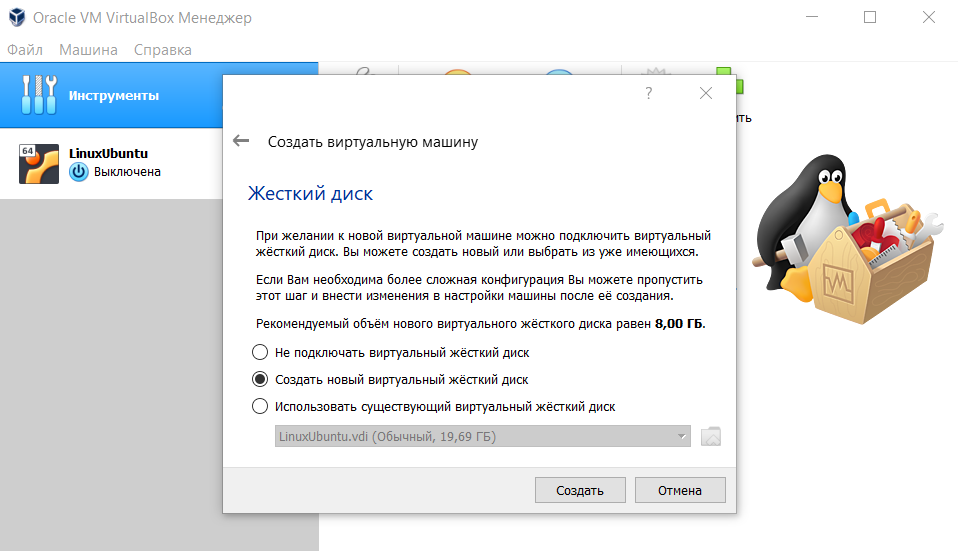 Oracle VM VirtualBox Менеджер
Файл Машина Справка
Инструменты
64
LinuxUbuntu
Выключена
?
Создать виртуальную машину
Жесткий диск
При желании к новой виртуальной машине можно подключить виртуальный
жёсткий диск. Вы можете создать новый или выбрать из уже имеющихся.
Если Вам необходима более сложная конфигурация Вы можете пропустить
этот шаг и внести изменения в настройки машины после её создания.
Рекомендуемый объём нового виртуального жёсткого диска равен 8,00 ГБ.
Не подключать виртуальный жёсткий диск
Создать новый виртуальный жёсткий диск
Использовать существующий виртуальный жёсткий диск
LinuxUbuntu.vdi (Обычный, 19,69 ГБ)
Создать Отмена